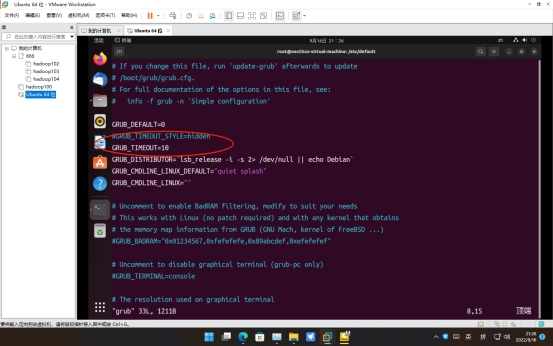 Ubuntu 64 位 - VMware Workstation
文件(F) 编辑(E) 查看(V) 虚拟机(M) 选项卡(T) 帮助(H)
库
在此处键入内容进行搜索
我的计算机
666
hadoop102
hadoop103
hadoop104
hadoop100
Ubuntu 64 位
我的计算机 Ubuntu 64 位
活动 终端 9月16日 21:26 zh
root@nesthus-virtual-machine: /etc/default
# If you change this file, run 'update-grub' afterwards to update
# /boot/grub/grub.cfg.
# For full documentation of the options in this file, see:
#   info -f grub -n 'Simple configuration'
GRUB_DEFAULT=0
#GRUB_TIMEOUT_STYLE=hidden
GRUB_TIMEOUT=10
GRUB_DISTRIBUTOR=`lsb_release -i -s 2> /dev/null || echo Debian`
GRUB_CMDLINE_LINUX_DEFAULT="quiet splash"
GRUB_CMDLINE_LINUX=""
# Uncomment to enable BadRAM filtering, modify to suit your needs
# This works with Linux (no patch required) and with any kernel that obtains
# the memory map information from GRUB (GNU Mach, kernel of FreeBSD ...)
#GRUB_BADRAM="0x01234567,0xfefefefe,0x89abcdef,0xefefefef"
# Uncomment to disable graphical terminal (grub-pc only)
#GRUB_TERMINAL=console
# The resolution used on graphical terminal
"grub" 33L, 1211B 8,15 顶端
要将输入定向到该虚拟机,请将鼠标指针移入其中或按 Ctrl+G。
英 拼 21:26
2022/9/16